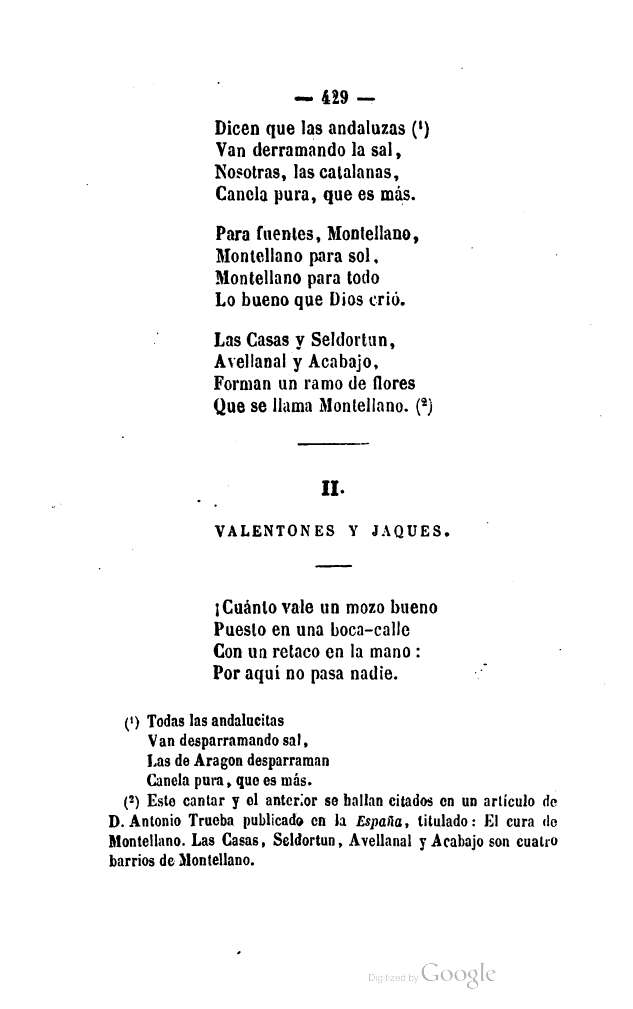 — 429 —
Dicen que las andaluzas (¹)
Van derramando la sal,
Nosotras, las catalanas,
Canela pura, que es más.
Para fuentes, Montellano,
Montellano para sol,
Montellano para todo
Lo bueno que Dios crió.
Las Casas y Seldortun,
Avellanal y Acabajo,
Forman un ramo de flores
Que se llama Montellano. (²)
II.
VALENTONES Y JAQUES.
¡Cuánto vale un mozo bueno
Puesto en una boca-calle
Con un retaco en la mano:
Por aquí no pasa nadie.
(¹) Todas las andalucitas
Van desparramando sal,
Las de Aragon desparraman
Canela pura, que es más.
(²) Este cantar y el anterior se hallan citados en un artículo de
D. Antonio Trueba publicado en la España, titulado: El cura de
Montellano. Las Casas, Seldortun, Avellanal y Acabajo son cuatro
barrios de Montellano.
Digitized by Google